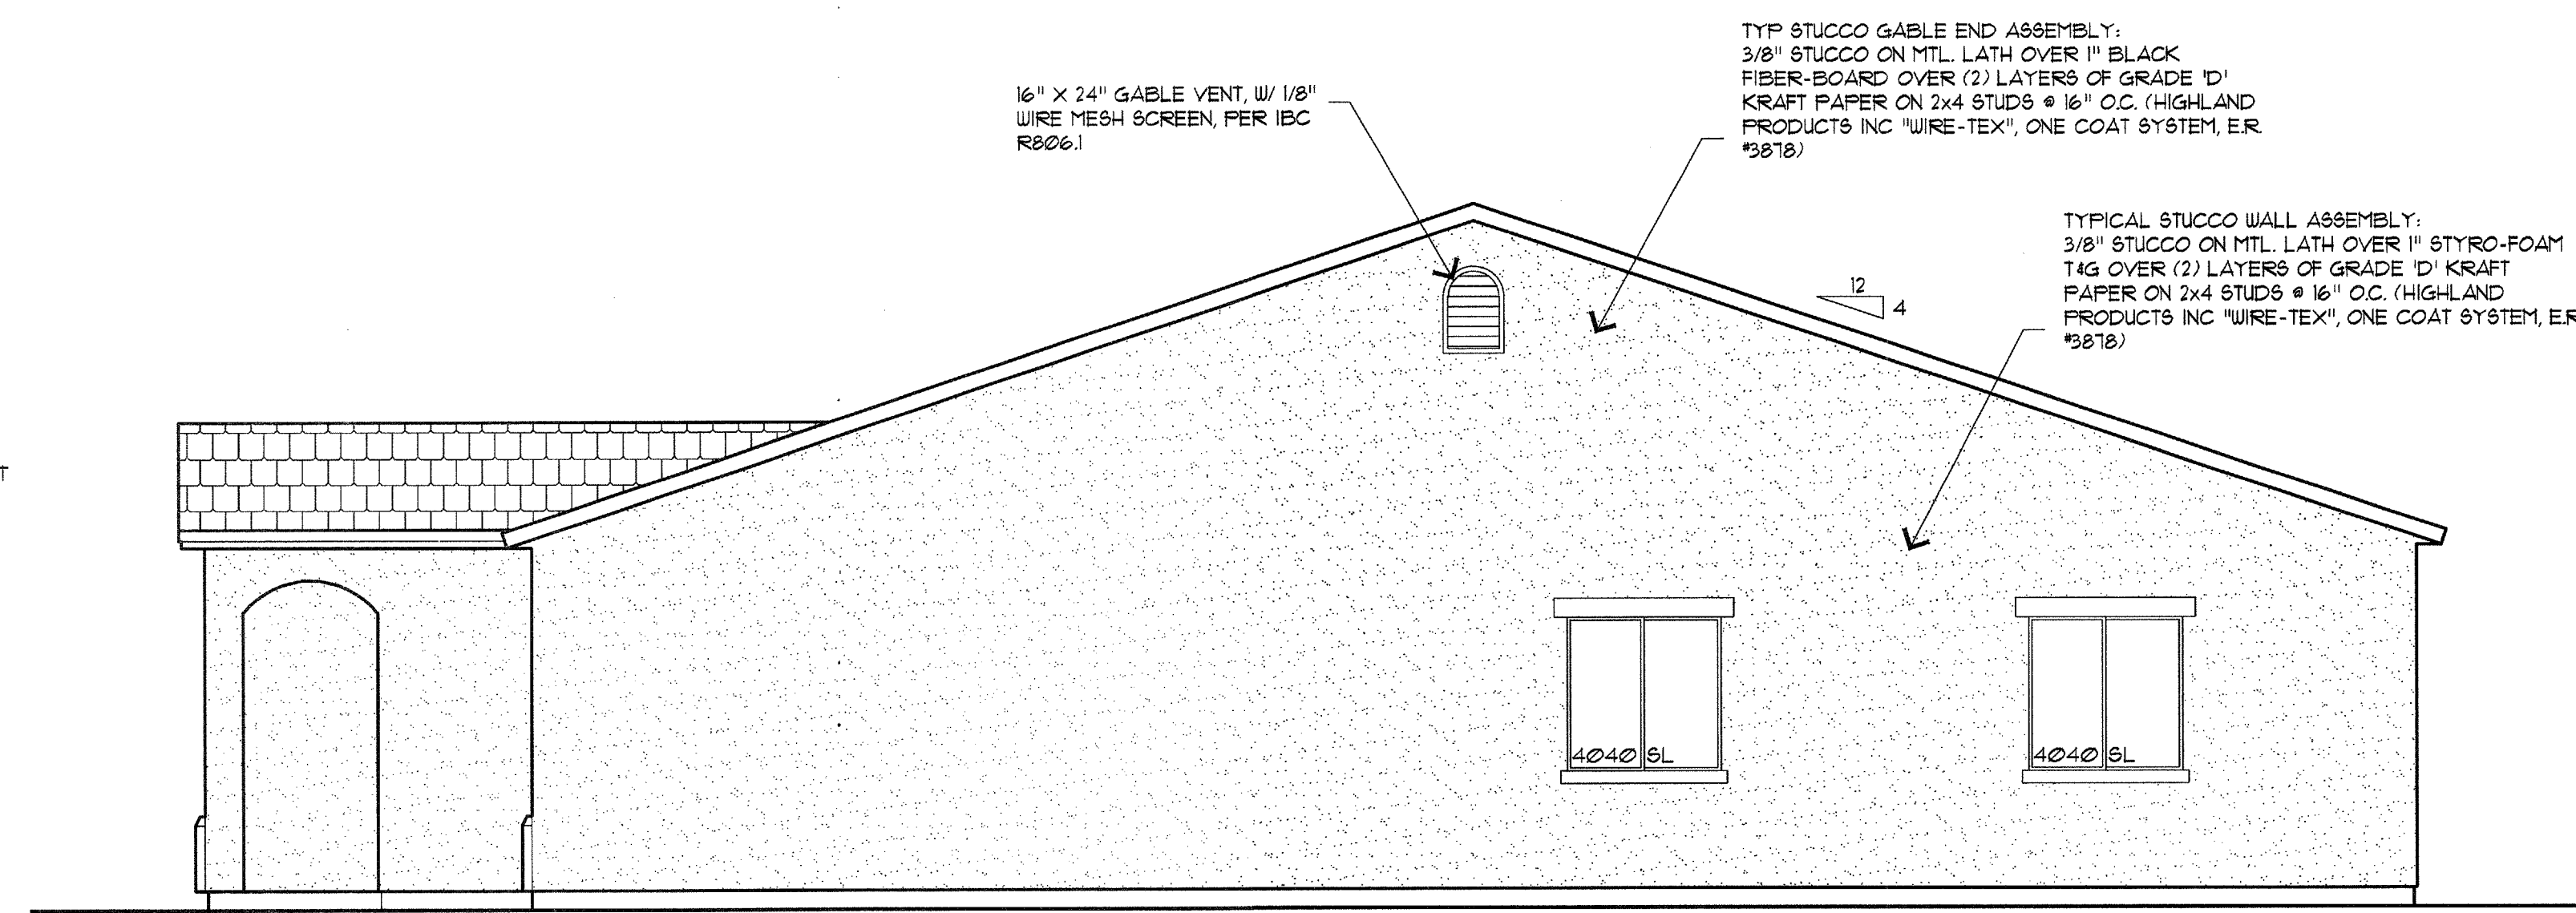 TYP STUCCO GABLE END ASSEMBLY:
3/8" STUCCO ON MTL. LATH OVER 1" BLACK
FIBER-BOARD OVER (2) LAYERS OF GRADE 'D'
KRAFT PAPER ON 2x4 STUDS @ 16" O.C. (HIGHLAND
PRODUCTS INC "WIRE-TEX", ONE COAT SYSTEM, E.R.
#3878)
16" X 24" GABLE VENT, W/ 1/8"
WIRE MESH SCREEN, PER IBC
R806.1
TYPICAL STUCCO WALL ASSEMBLY:
3/8" STUCCO ON MTL. LATH OVER 1" STYRO-FOAM
T&G OVER (2) LAYERS OF GRADE 'D' KRAFT
PAPER ON 2x4 STUDS @ 16" O.C. (HIGHLAND
PRODUCTS INC "WIRE-TEX", ONE COAT SYSTEM, E.R
#3878)
12
4
T
4040 SL
4040 SL